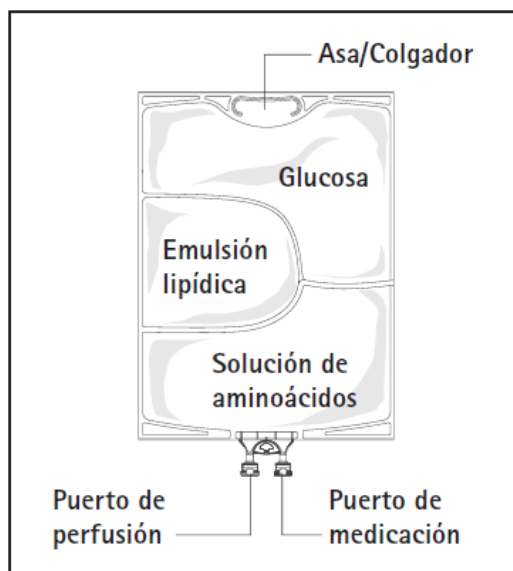 Asa/Colgador
Glucosa
Emulsión
lipídica
Solución de
aminoácidos
Puerto de
perfusión
Puerto de
medicación